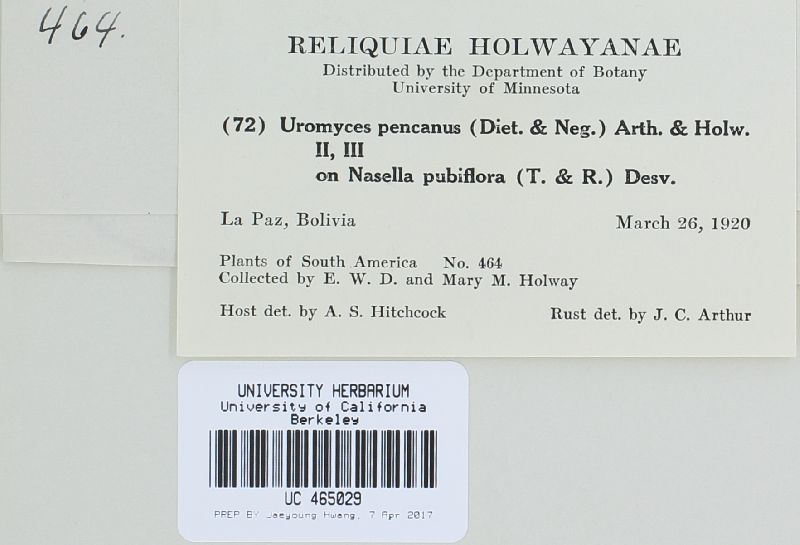 464.
RELIQUIAE HOLWAYANAE
Distributed by the Department of Botany
University of Minnesota
(72) Uromyces pencanus (Diet. & Neg.) Arth. & Holw.
II, III
on Nasella pubiflora (T. & R.) Desv.
La Paz, Bolivia March 26, 1920
Plants of South America No. 464
Collected by E. W. D. and Mary M. Holway
Host det. by A. S. Hitchcock Rust det. by J. C. Arthur
UNIVERSITY HERBARIUM
University of California
Berkeley
UC 465029
PREP BY Jaeyoung Hwang, 7 Apr 2017